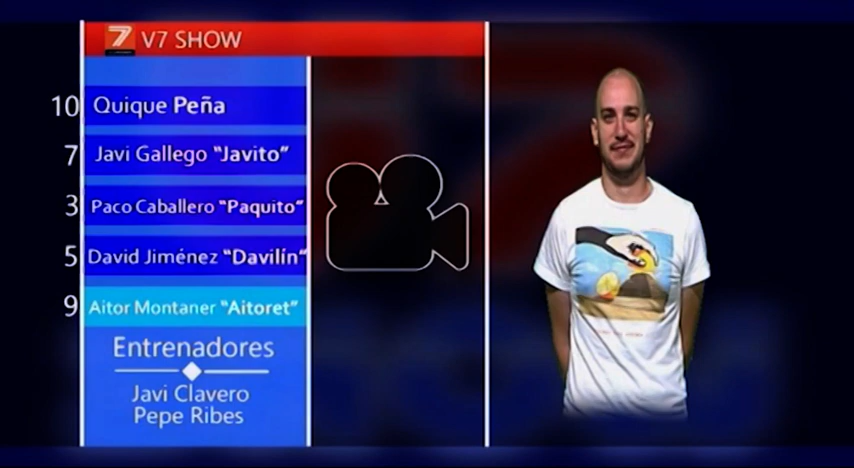 7 V7 SHOW
10 Quique Peña
7 Javi Gallego "Javito"
3 Paco Caballero "Paquito"
5 David Jiménez "Davilín"
9 Aitor Montaner "Aitoret"
Entrenadores
Javi Clavero
Pepe Ribes